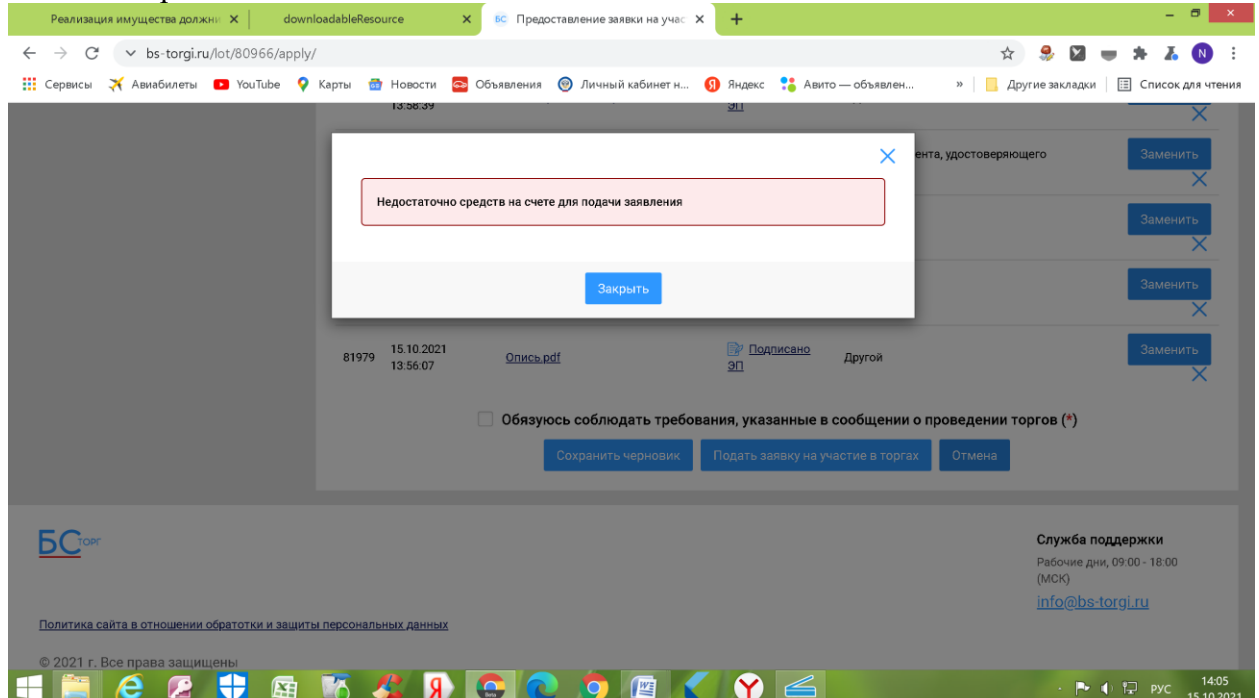 Реализация имущества должни
downloadableResource
БС Предоставление заявки на учас
bs-torgi.ru/lot/80966/apply/
N
Сервисы Авиабилеты YouTube Карты Новости Объявления Личный кабинет н... Яндекс Авито — объявлен... » Другие закладки Список для чтения
13:58:39
ЭП
ента, удостоверяющего
Заменить
Недостаточно средств на счете для подачи заявления
Заменить
Закрыть
Заменить
81979 15.10.2021 13:56:07 Опись.pdf Подписано ЭП Другой Заменить
Обязуюсь соблюдать требования, указанные в сообщении о проведении торгов (*)
Сохранить черновик Подать заявку на участие в торгах Отмена
БСТОРГ
Служба поддержки
Рабочие дни, 09:00 - 18:00
(МСК)
info@bs-torgi.ru
Политика сайта в отношении обратотки и защиты персональных данных
© 2021 г. Все права защищены
РУС
14:05
15.10.2021